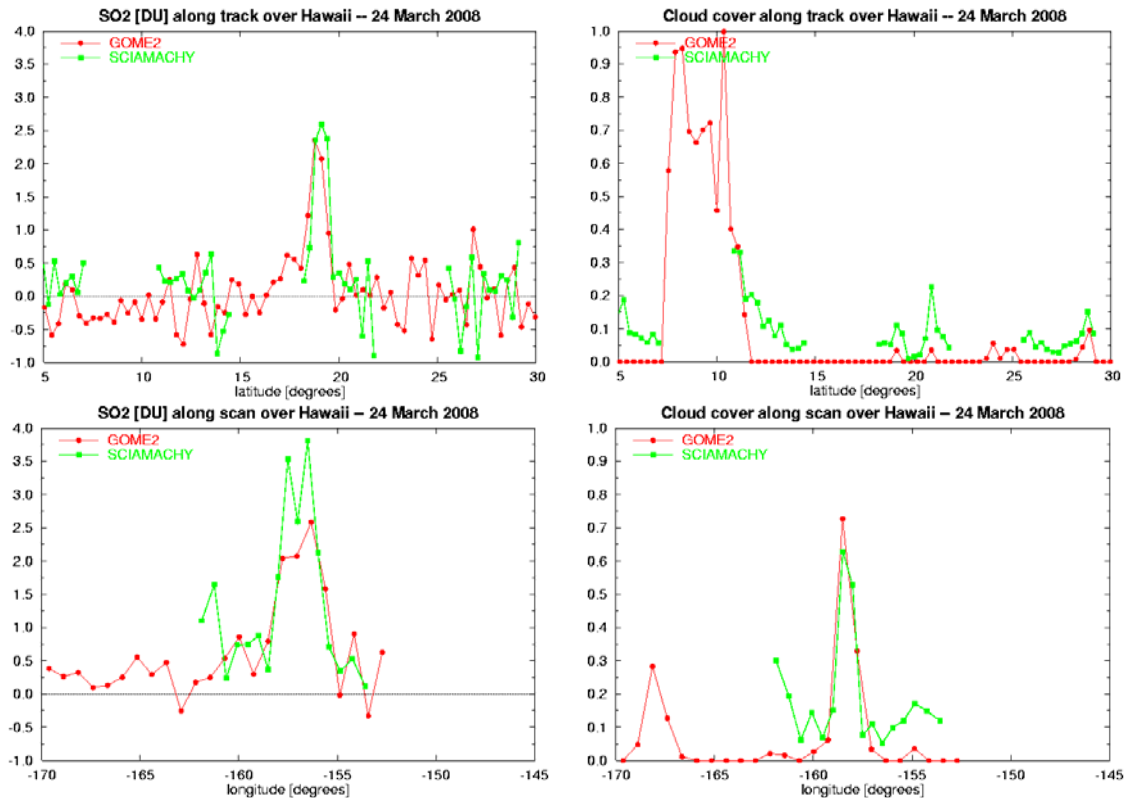 SO2 [DU] along track over Hawaii -- 24 March 2008
GOME2
SCIAMACHY
4.0
3.5
3.0
2.5
2.0
1.5
1.0
0.5
0.0
-0.5
-1.0
5 10 15 20 25 30
latitude [degrees]
Cloud cover along track over Hawaii -- 24 March 2008
GOME2
SCIAMACHY
1
0.9
0.8
0.7
0.6
0.5
0.4
0.3
0.2
0.1
0.0
5 10 15 20 25 30
latitude [degrees]
SO2 [DU] along scan over Hawaii -- 24 March 2008
GOME2
SCIAMACHY
4.0
3.5
3.0
2.5
2.0
1.5
1.0
0.5
0.0
-0.5
-1.0
-170 -165 -160 -155 -150 -145
longitude [degrees]
Cloud cover along scan over Hawaii -- 24 March 2008
GOME2
SCIAMACHY
1
0.9
0.8
0.7
0.6
0.5
0.4
0.3
0.2
0.1
0.0
-170 -165 -160 -155 -150 -145
longitude [degrees]